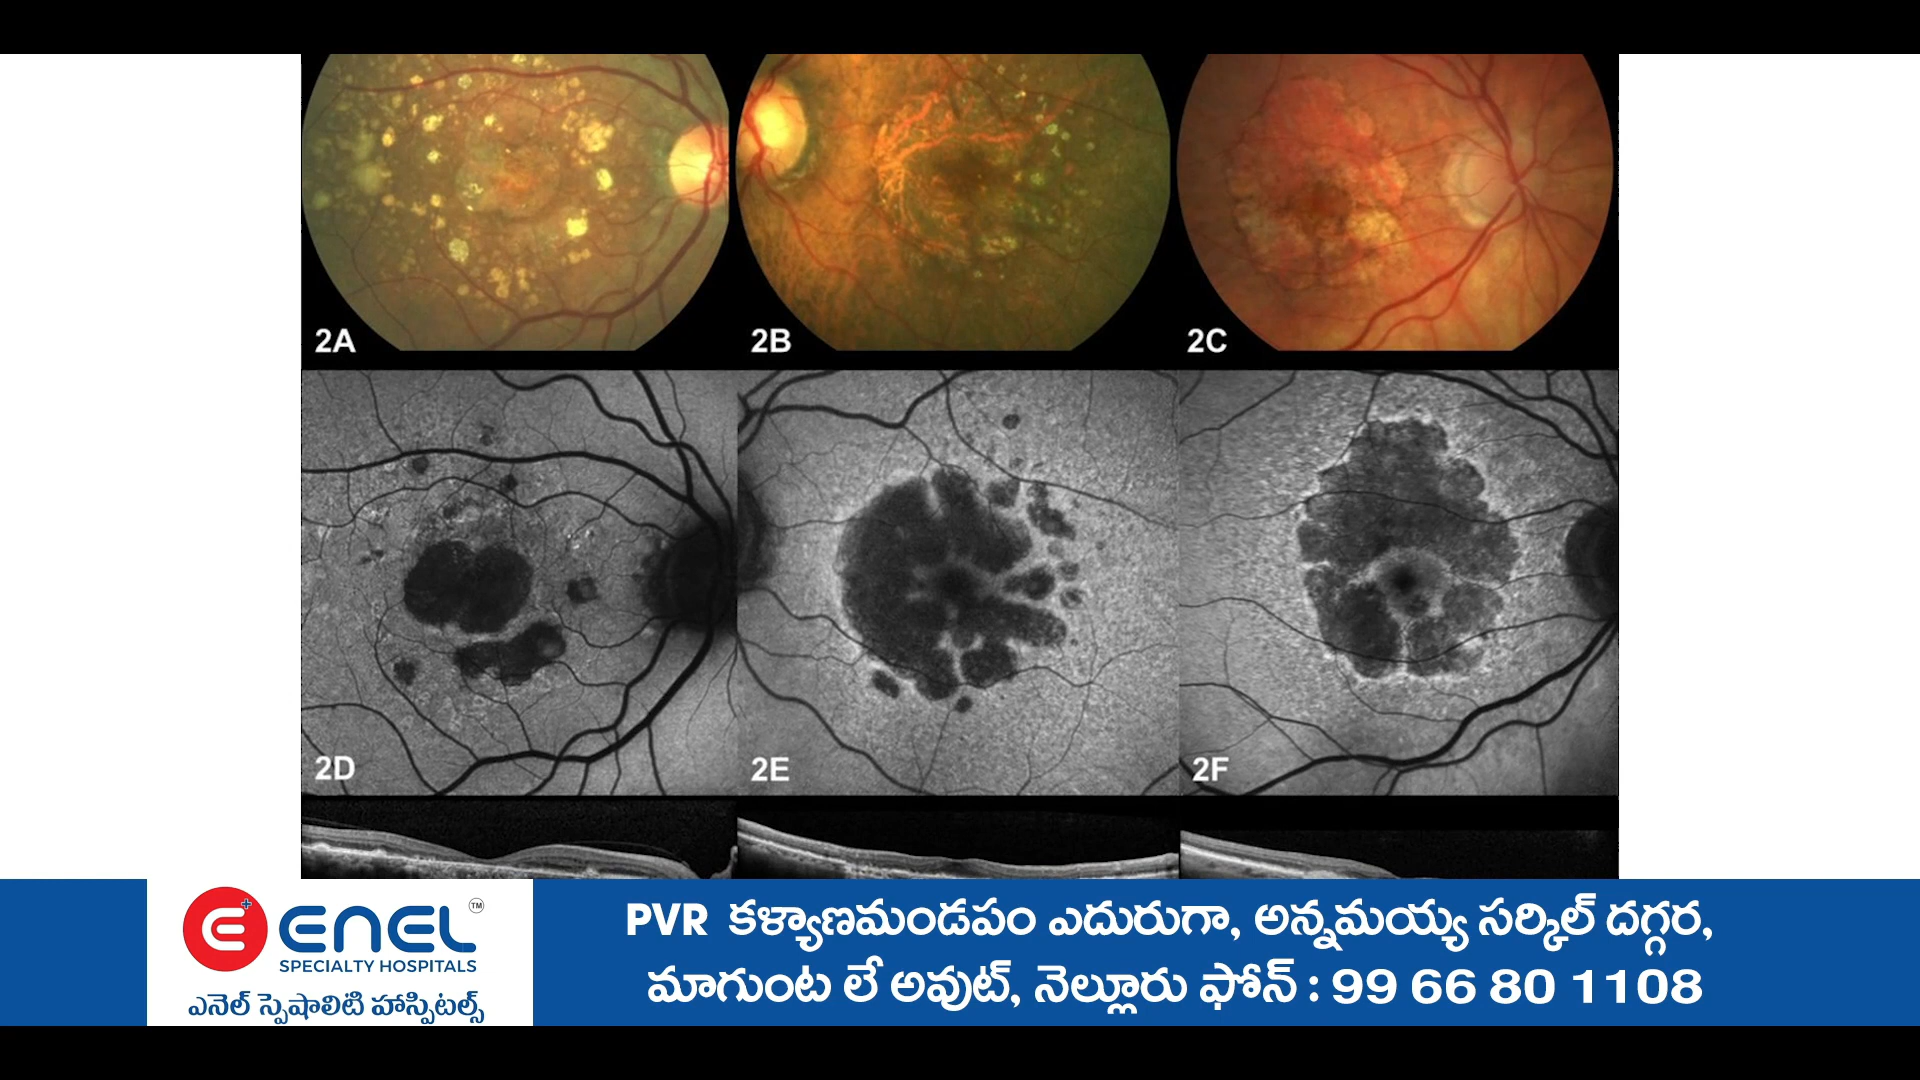 2A
2B
2C
2D
2E
2F
ENEL
TM
SPECIALTY HOSPITALS
ఎనెల్ స్పెషాలిటి హాస్పిటల్స్
PVR కళ్యాణమండపం ఎదురుగా, అన్నమయ్య సర్కిల్ దగ్గర,
మాగుంట లే అవుట్, నెల్లూరు ఫోన్ : 99 66 80 1108